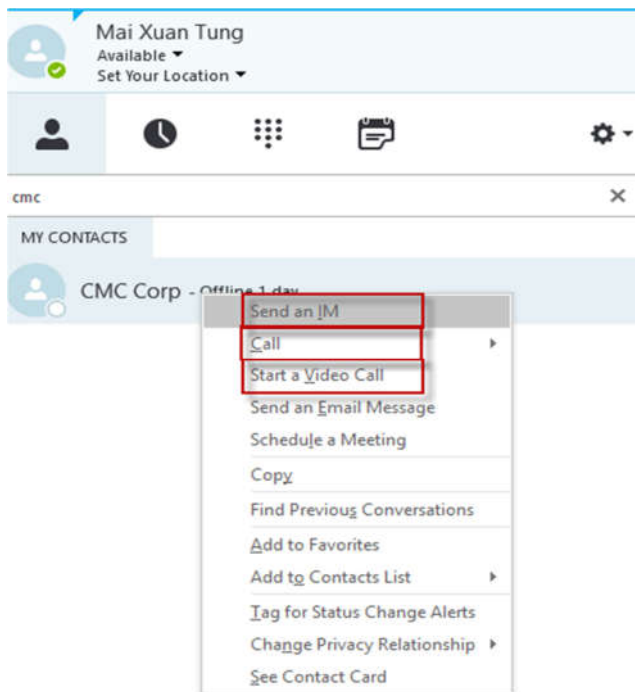 Mai Xuan Tung
Available
Set Your Location
cmc
MY CONTACTS
CMC Corp - Offline 1 day
Send an IM
Call
Start a Video Call
Send an Email Message
Schedule a Meeting
Copy
Find Previous Conversations
Add to Favorites
Add to Contacts List
Tag for Status Change Alerts
Change Privacy Relationship
See Contact Card